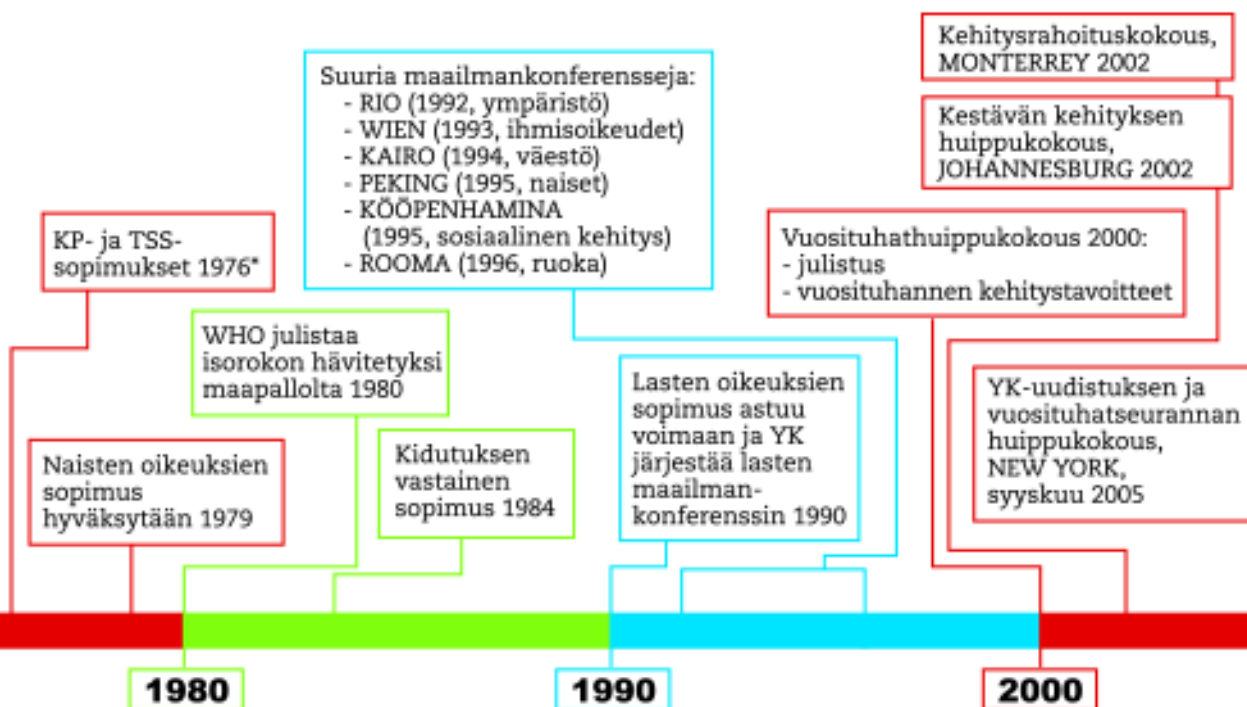 KP- ja TSS-
sopimukset 1976*
Naisten oikeuksien
sopimus
hyväksytään 1979
WHO julistaa
isorokon hävitetyksi
maapallolta 1980
Kidutuksen
vastainen
sopimus 1984
Suuria maailmankonferensseja:
- RIO (1992, ympäristö)
- WIEN (1993, ihmisoikeudet)
- KAIRO (1994, väestö)
- PEKING (1995, naiset)
- KÖÖPENHAMINA
(1995, sosiaalinen kehitys)
- ROOMA (1996, ruoka)
Lasten oikeuksien
sopimus astuu
voimaan ja YK
järjestää lasten
maailman-
konferenssin 1990
Kehitysrahoituskokous,
MONTERREY 2002
Kestävän kehityksen
huippukokous,
JOHANNESBURG 2002
Vuosituhathuippukokous 2000:
- julistus
- vuosituhannen kehitystavoitteet
YK-uudistuksen ja
vuosituhatseurannan
huippukokous,
NEW YORK,
syyskuu 2005
1980
1990
2000